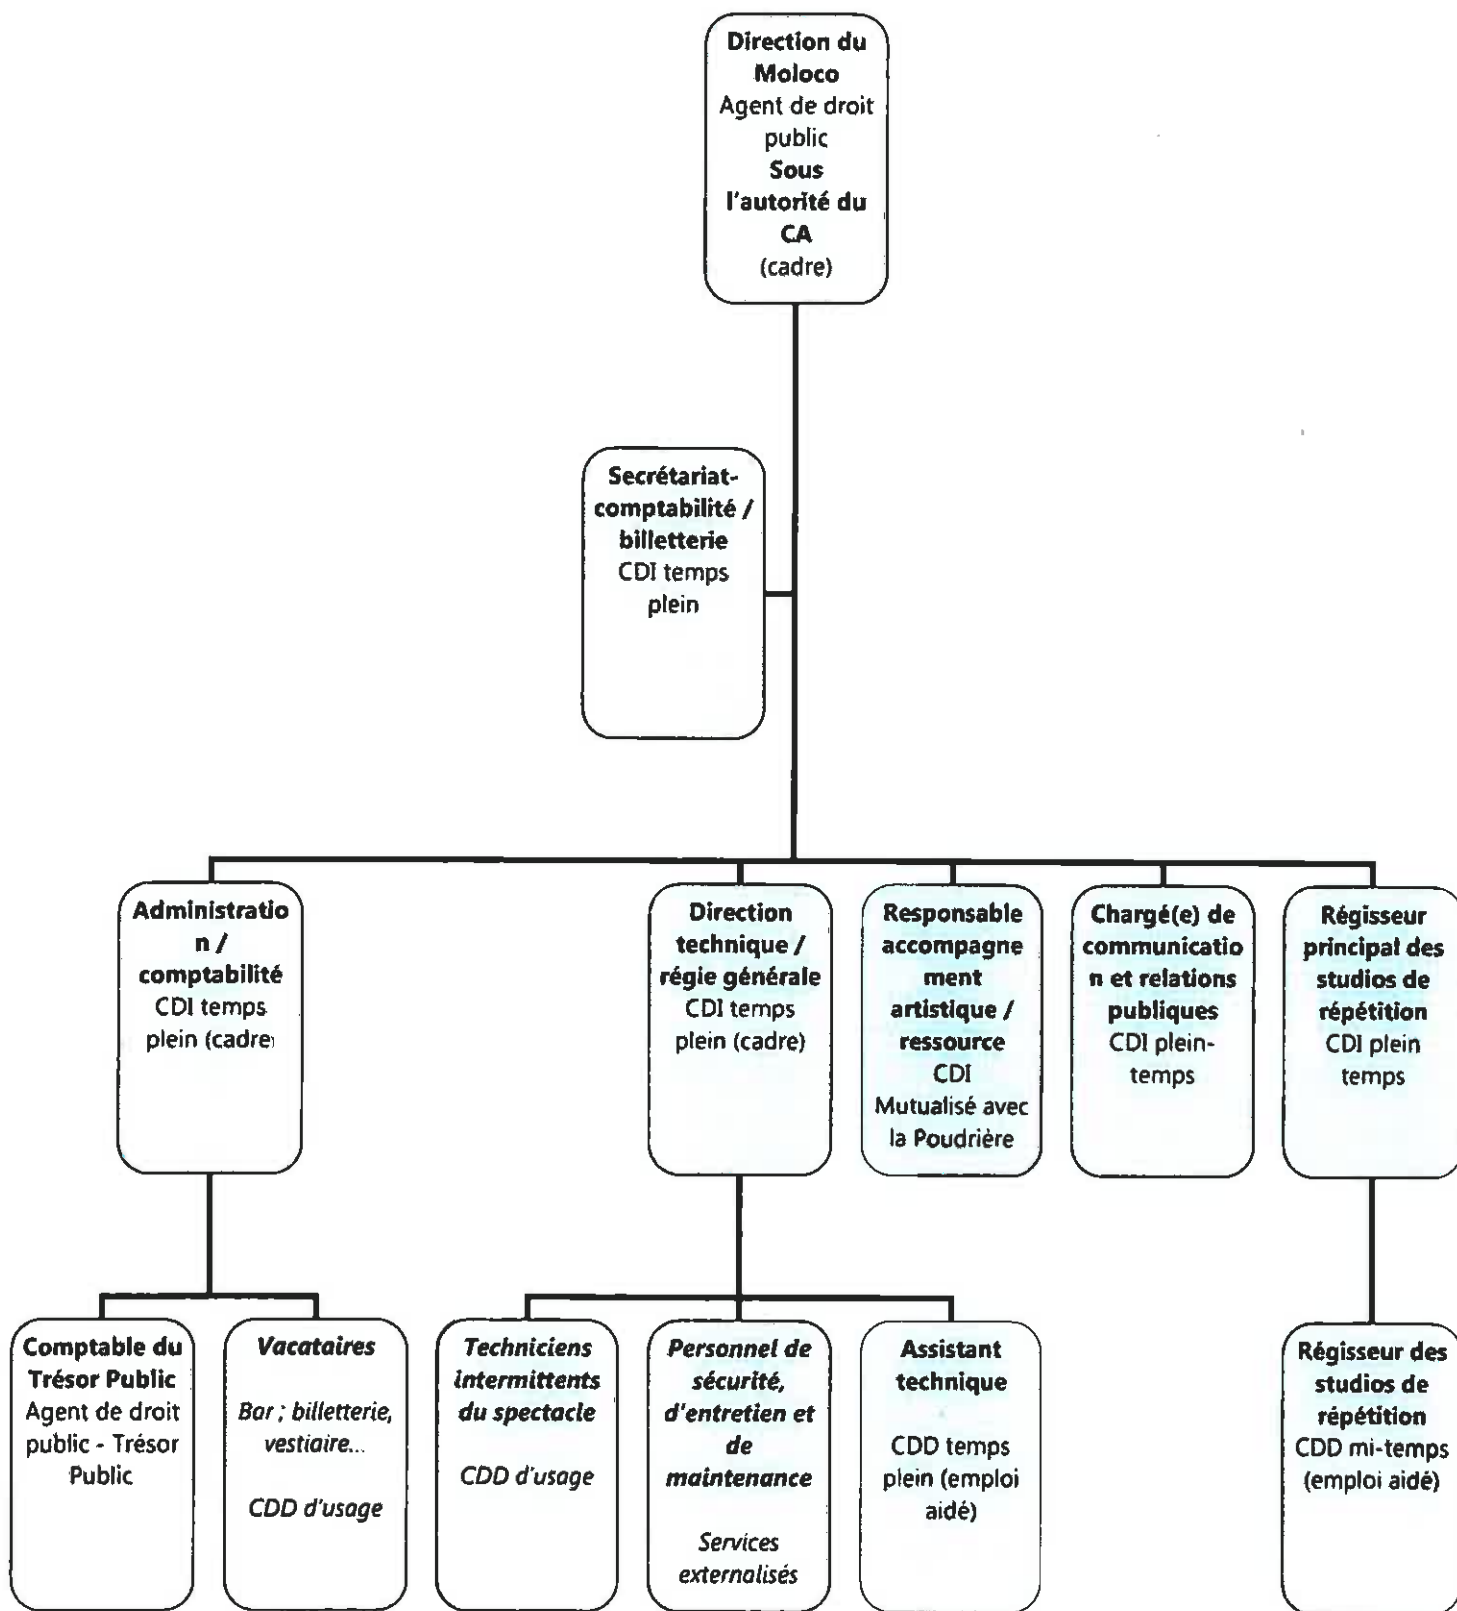 Direction du
Moloco
Agent de droit
public
Sous
l'autorité du
CA
(cadre)
Secrétariat-
comptabilité /
billetterie
CDI temps
plein
Administratio
n /
comptabilité
CDI temps
plein (cadre)
Direction
technique /
régie générale
CDI temps
plein (cadre)
Responsable
accompagne
ment
artistique /
ressource
CDI
Mutualisé avec
la Poudrière
Chargé(e) de
communicatio
n et relations
publiques
CDI plein-
temps
Régisseur
principal des
studios de
répétition
CDI plein
temps
Comptable du
Trésor Public
Agent de droit
public - Trésor
Public
Vacataires
Bar ; billetterie,
vestiaire...
CDD d'usage
Techniciens
intermittents
du spectacle
CDD d'usage
Personnel de
sécurité,
d'entretien et
de
maintenance
Services
externalisés
Assistant
technique
CDD temps
plein (emploi
aidé)
Régisseur des
studios de
répétition
CDD mi-temps
(emploi aidé)